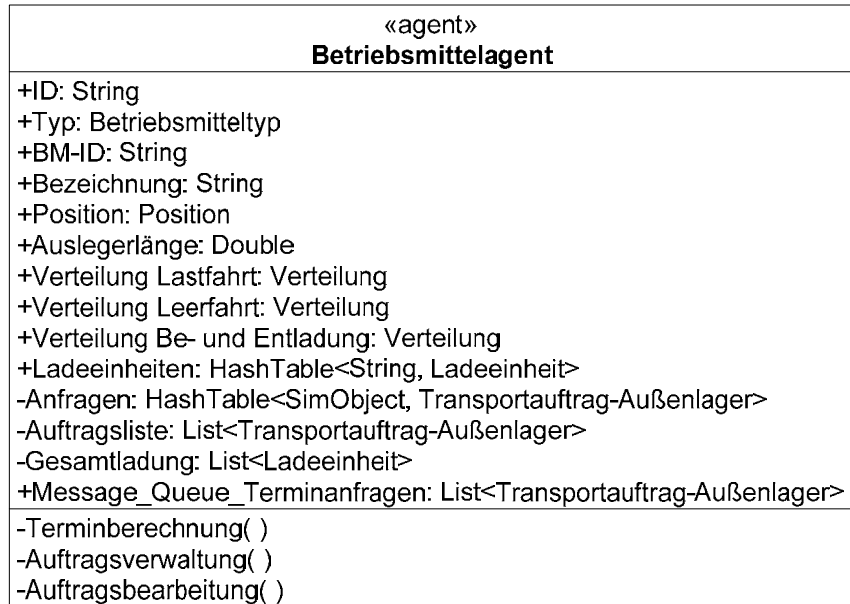 «agent»
Betriebsmittelagent
+ID: String
+Typ: Betriebsmitteltyp
+BM-ID: String
+Bezeichnung: String
+Position: Position
+Auslegerlänge: Double
+Verteilung Lastfahrt: Verteilung
+Verteilung Leerfahrt: Verteilung
+Verteilung Be- und Entladung: Verteilung
+Ladeeinheiten: HashTable<String, Ladeeinheit>
-Anfragen: HashTable<SimObject, Transportauftrag-Außenlager>
-Auftragsliste: List<Transportauftrag-Außenlager>
-Gesamtladung: List<Ladeeinheit>
+Message_Queue_Terminanfragen: List<Transportauftrag-Außenlager>
-Terminberechnung( )
-Auftragsverwaltung( )
-Auftragsbearbeitung( )